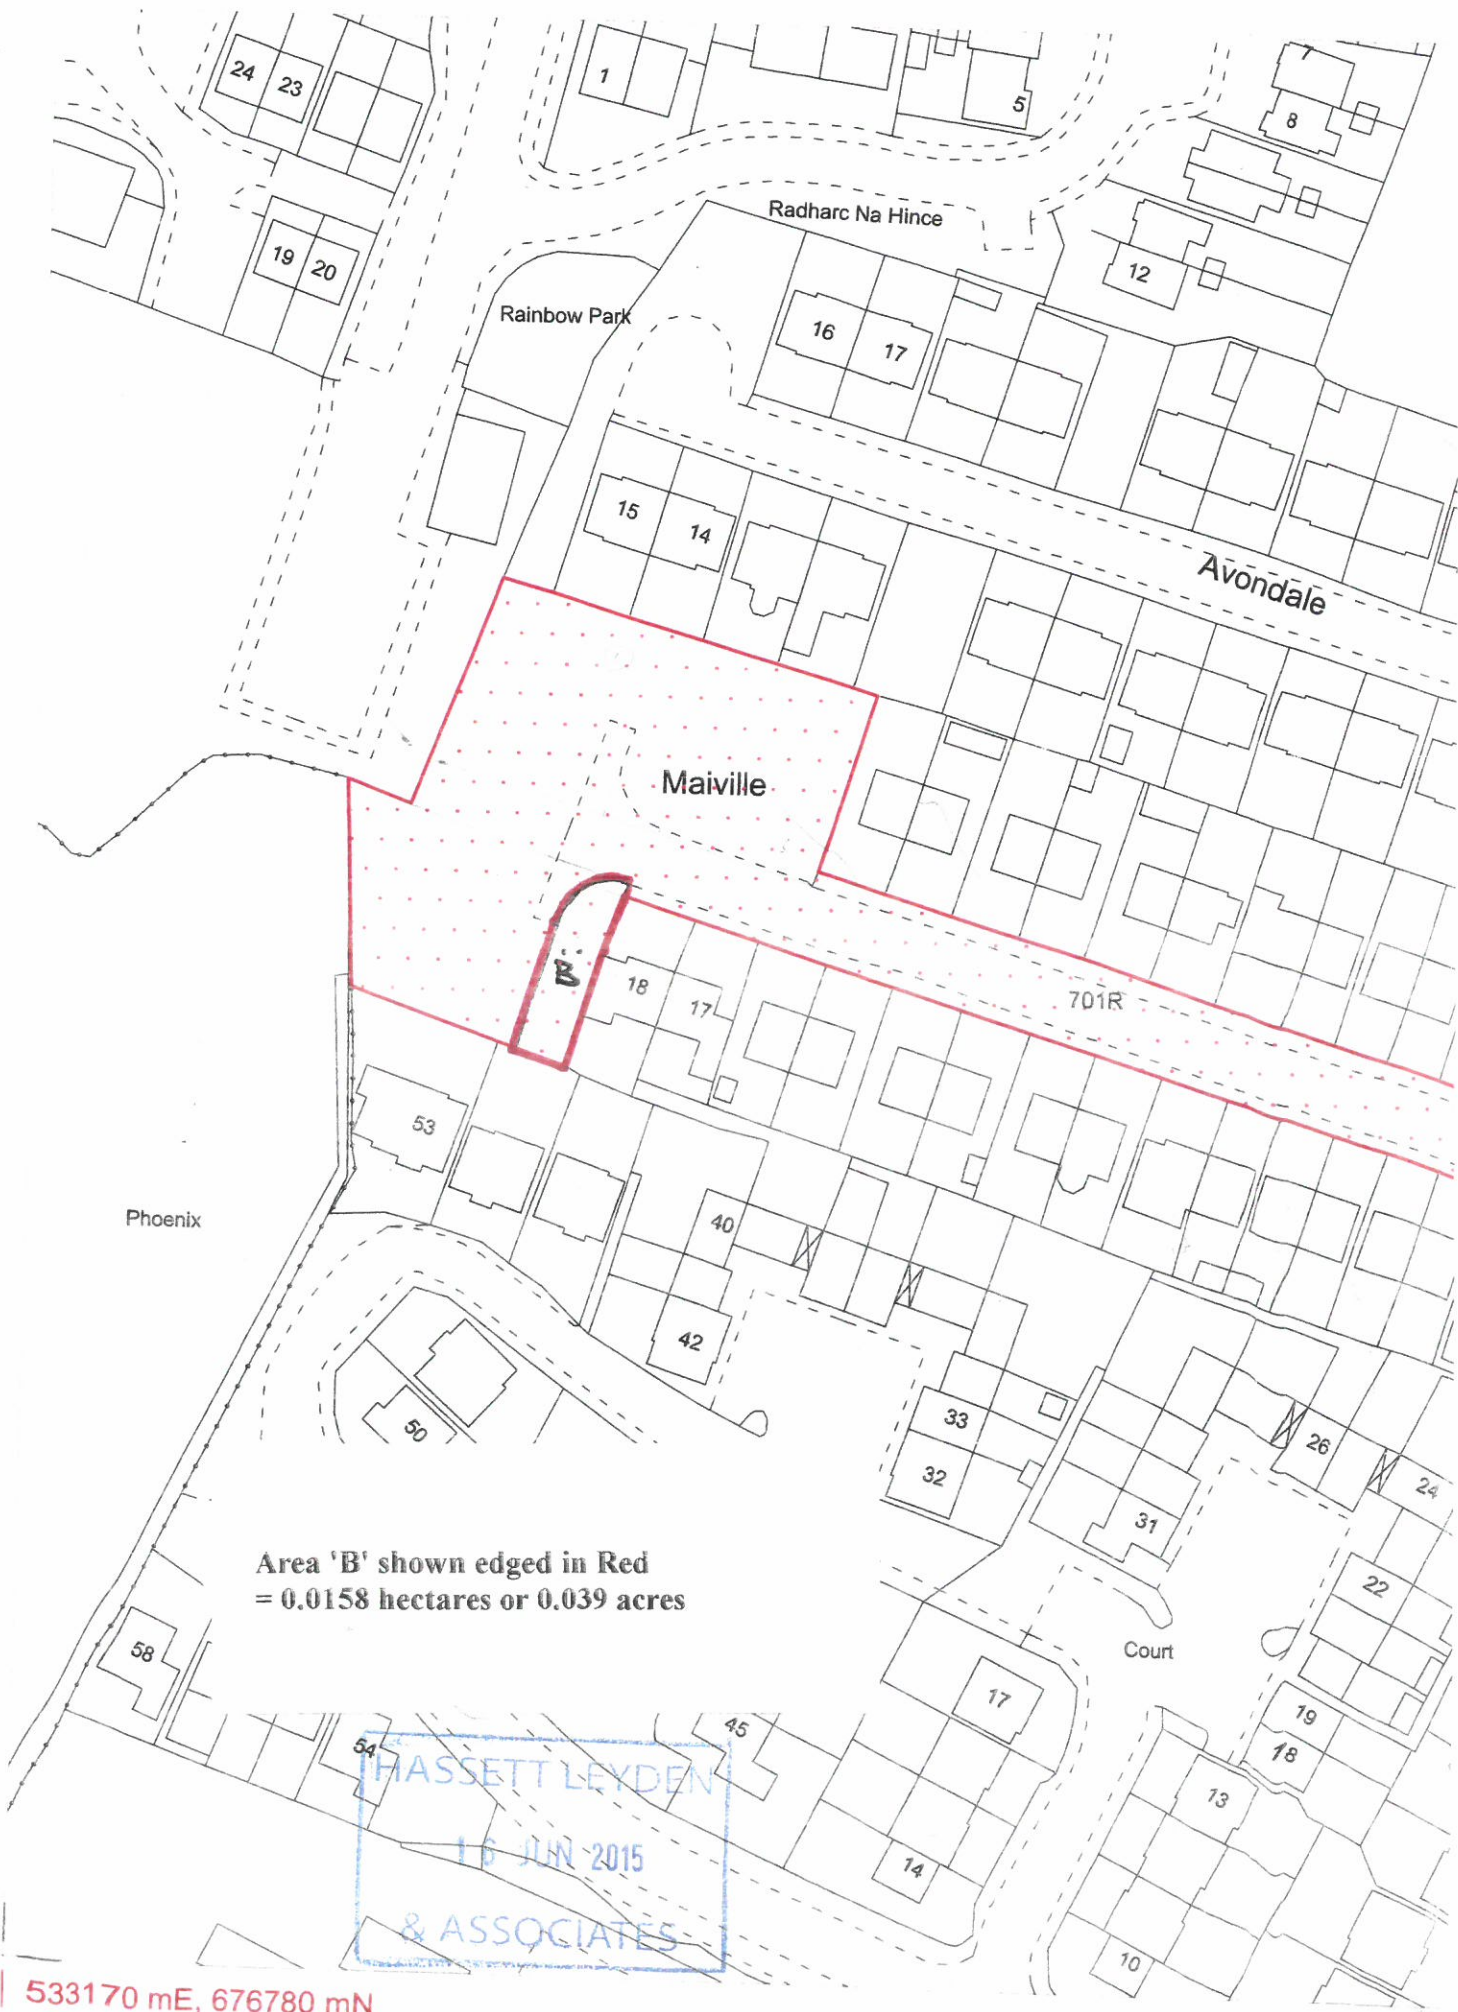 24
23
1
5
7
8
Radharc Na Hince
19
20
12
Rainbow Park
16
17
15
14
Avondale
Maiville
B
18
17
701R
53
Phoenix
40
42
50
33
32
26
24
31
Area 'B' shown edged in Red
= 0.0158 hectares or 0.039 acres
22
58
Court
17
19
45
54
18
HASSETT LEYDEN
13
16 JUN 2015
14
& ASSOCIATES
10
533170 mE, 676780 mN